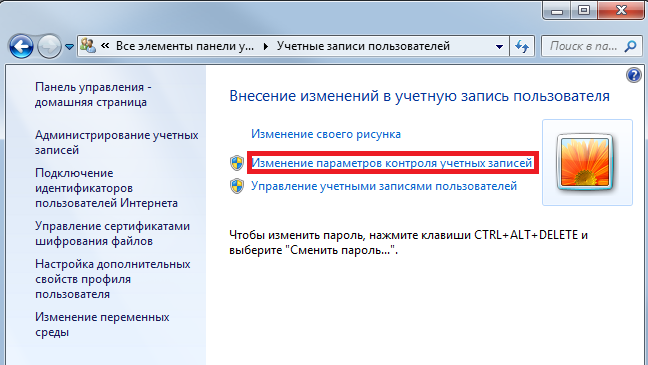 Все элементы панели у... Учетные записи пользователей
Поиск в па...
Панель управления -
домашняя страница
Администрирование учетных
записей
Подключение
идентификаторов
пользователей Интернета
Управление сертификатами
шифрования файлов
Настройка дополнительных
свойств профиля
пользователя
Изменение переменных
среды
Внесение изменений в учетную запись пользователя
Изменение своего рисунка
Изменение параметров контроля учетных записей
Управление учетными записями пользователей
Чтобы изменить пароль, нажмите клавиши CTRL+ALT+DELETE и
выберите "Сменить пароль...".